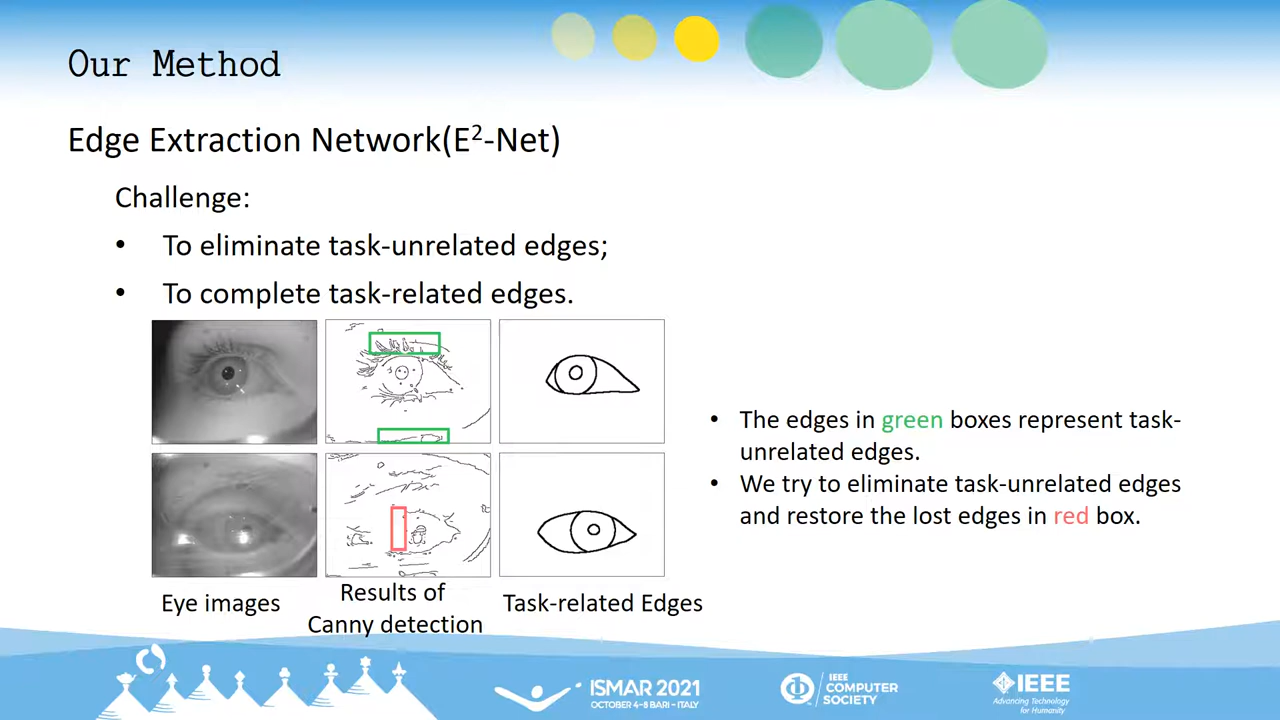 Our Method
Edge Extraction Network(E²-Net)
Challenge:
• To eliminate task-unrelated edges;
• To complete task-related edges.
• The edges in green boxes represent task-
unrelated edges.
• We try to eliminate task-unrelated edges
and restore the lost edges in red box.
Eye images
Results of
Canny detection
Task-related Edges
ISMAR 2021
OCTOBER 4-8 BARI - ITALY
IEEE
COMPUTER
SOCIETY
IEEE
Advancing Technology
for Humanity